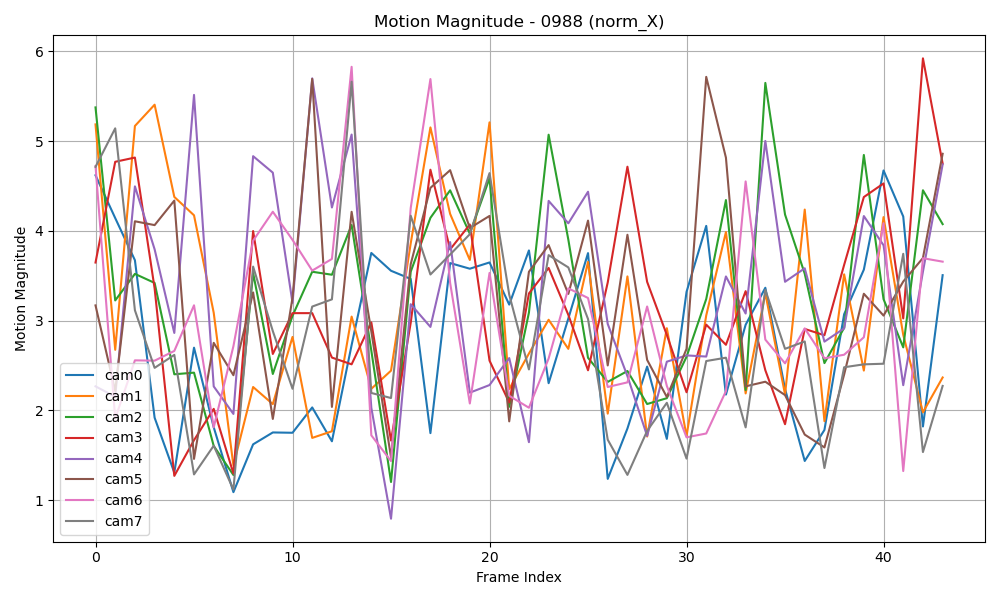 Motion Magnitude - 0988 (norm_X)
Motion Magnitude
6
5
4
3
2
1
cam0
cam1
cam2
cam3
cam4
cam5
cam6
cam7
0
10
20
30
40
Frame Index